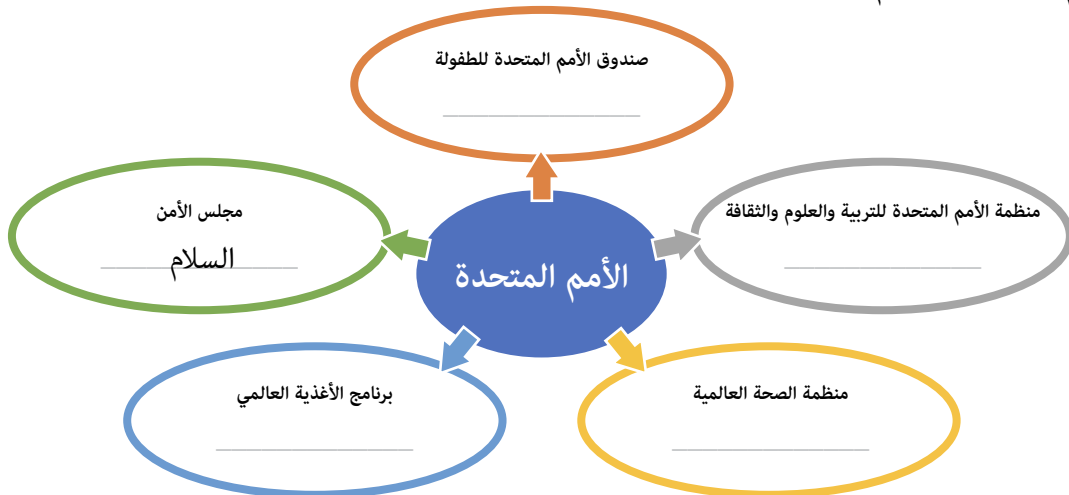 صندوق الأمم المتحدة للطفولة
منظمة الأمم المتحدة للتربية والعلوم والثقافة
مجلس الأمن
السلام
الأمم المتحدة
منظمة الصحة العالمية
برنامج الأغذية العالمي